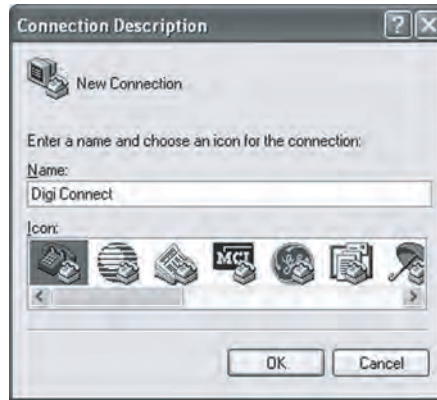 Connection Description
New Connection
Enter a name and choose an icon for the connection:
Name:
Digi Connect
Icon:
MCI
OK
Cancel